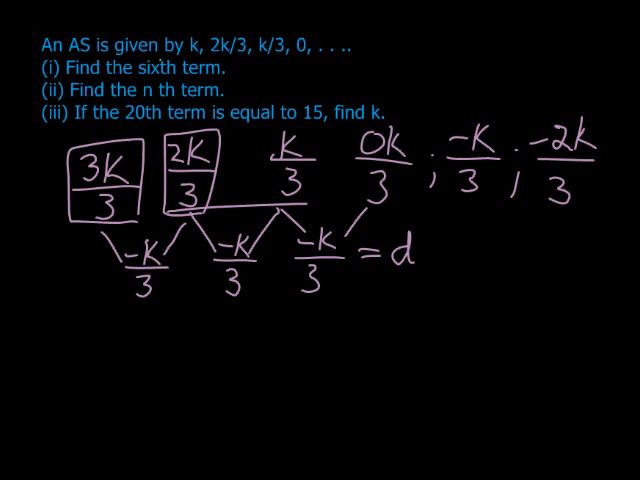 An AS is given by k, 2k/3, k/3, 0, . . ..
(i) Find the sixth term.
(ii) Find the n th term.
(iii) If the 20th term is equal to 15, find k.
3K/3 2K/3 k/3 0k/3 ; -K/3 ; -2k/3
-K/3 -K/3 -K/3 = d